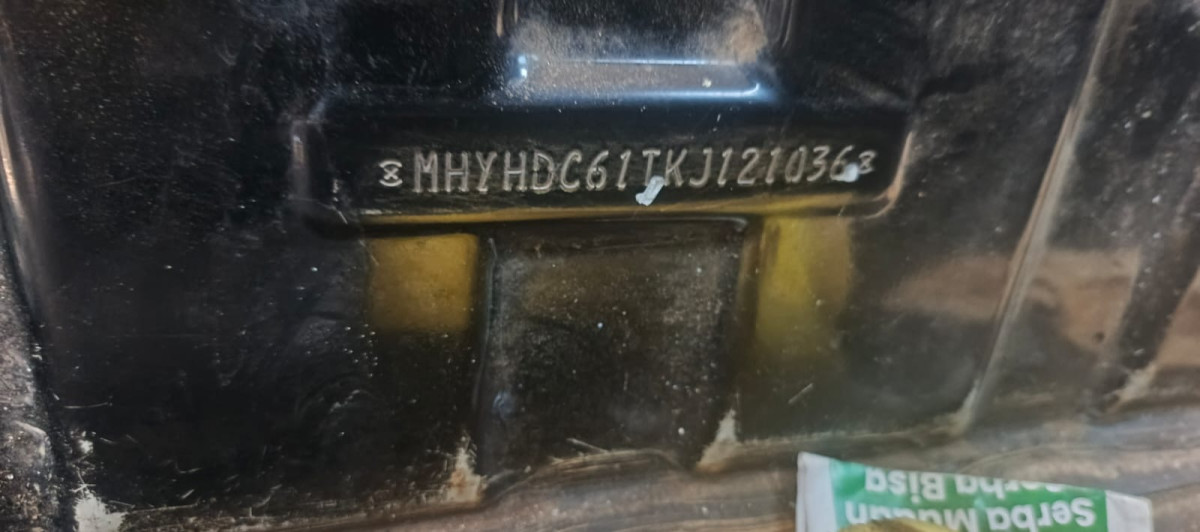 MHYHDC61TKJ121036
Serba Bisa
Serba Mudah